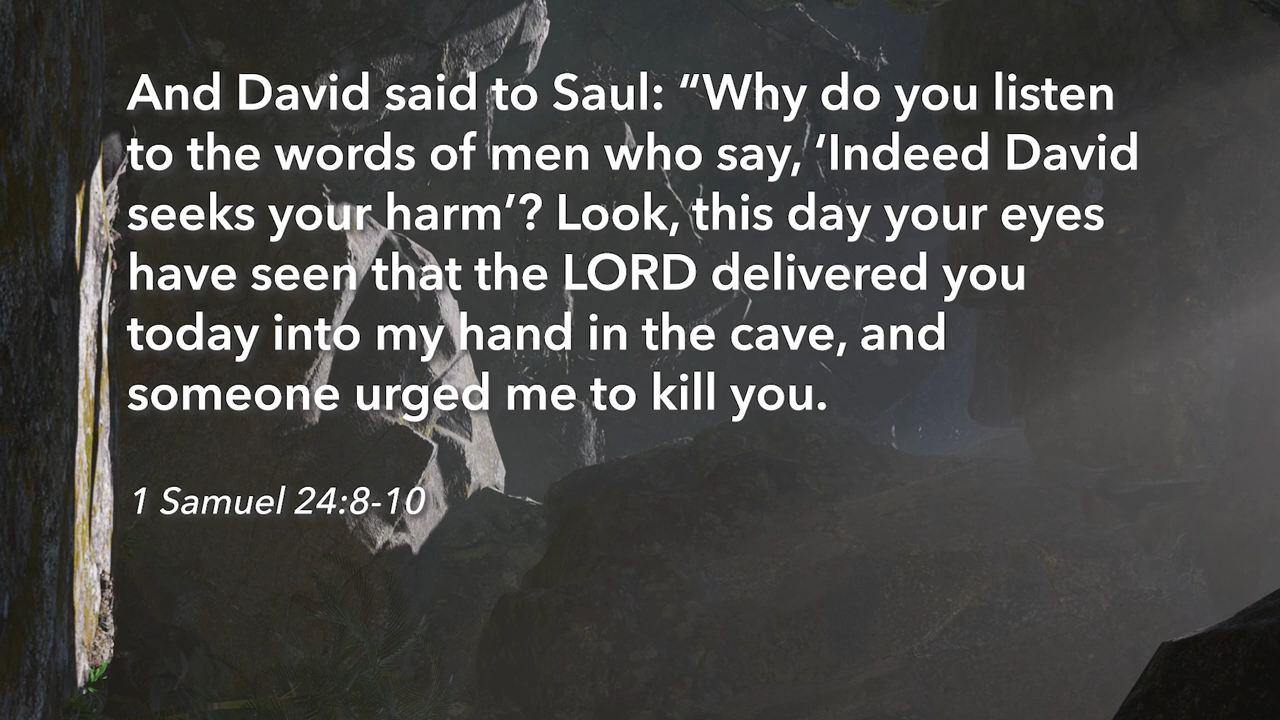 And David said to Saul: “Why do you listen
to the words of men who say, ‘Indeed David
seeks your harm’? Look, this day your eyes
have seen that the LORD delivered you
today into my hand in the cave, and
someone urged me to kill you.
1 Samuel 24:8-10